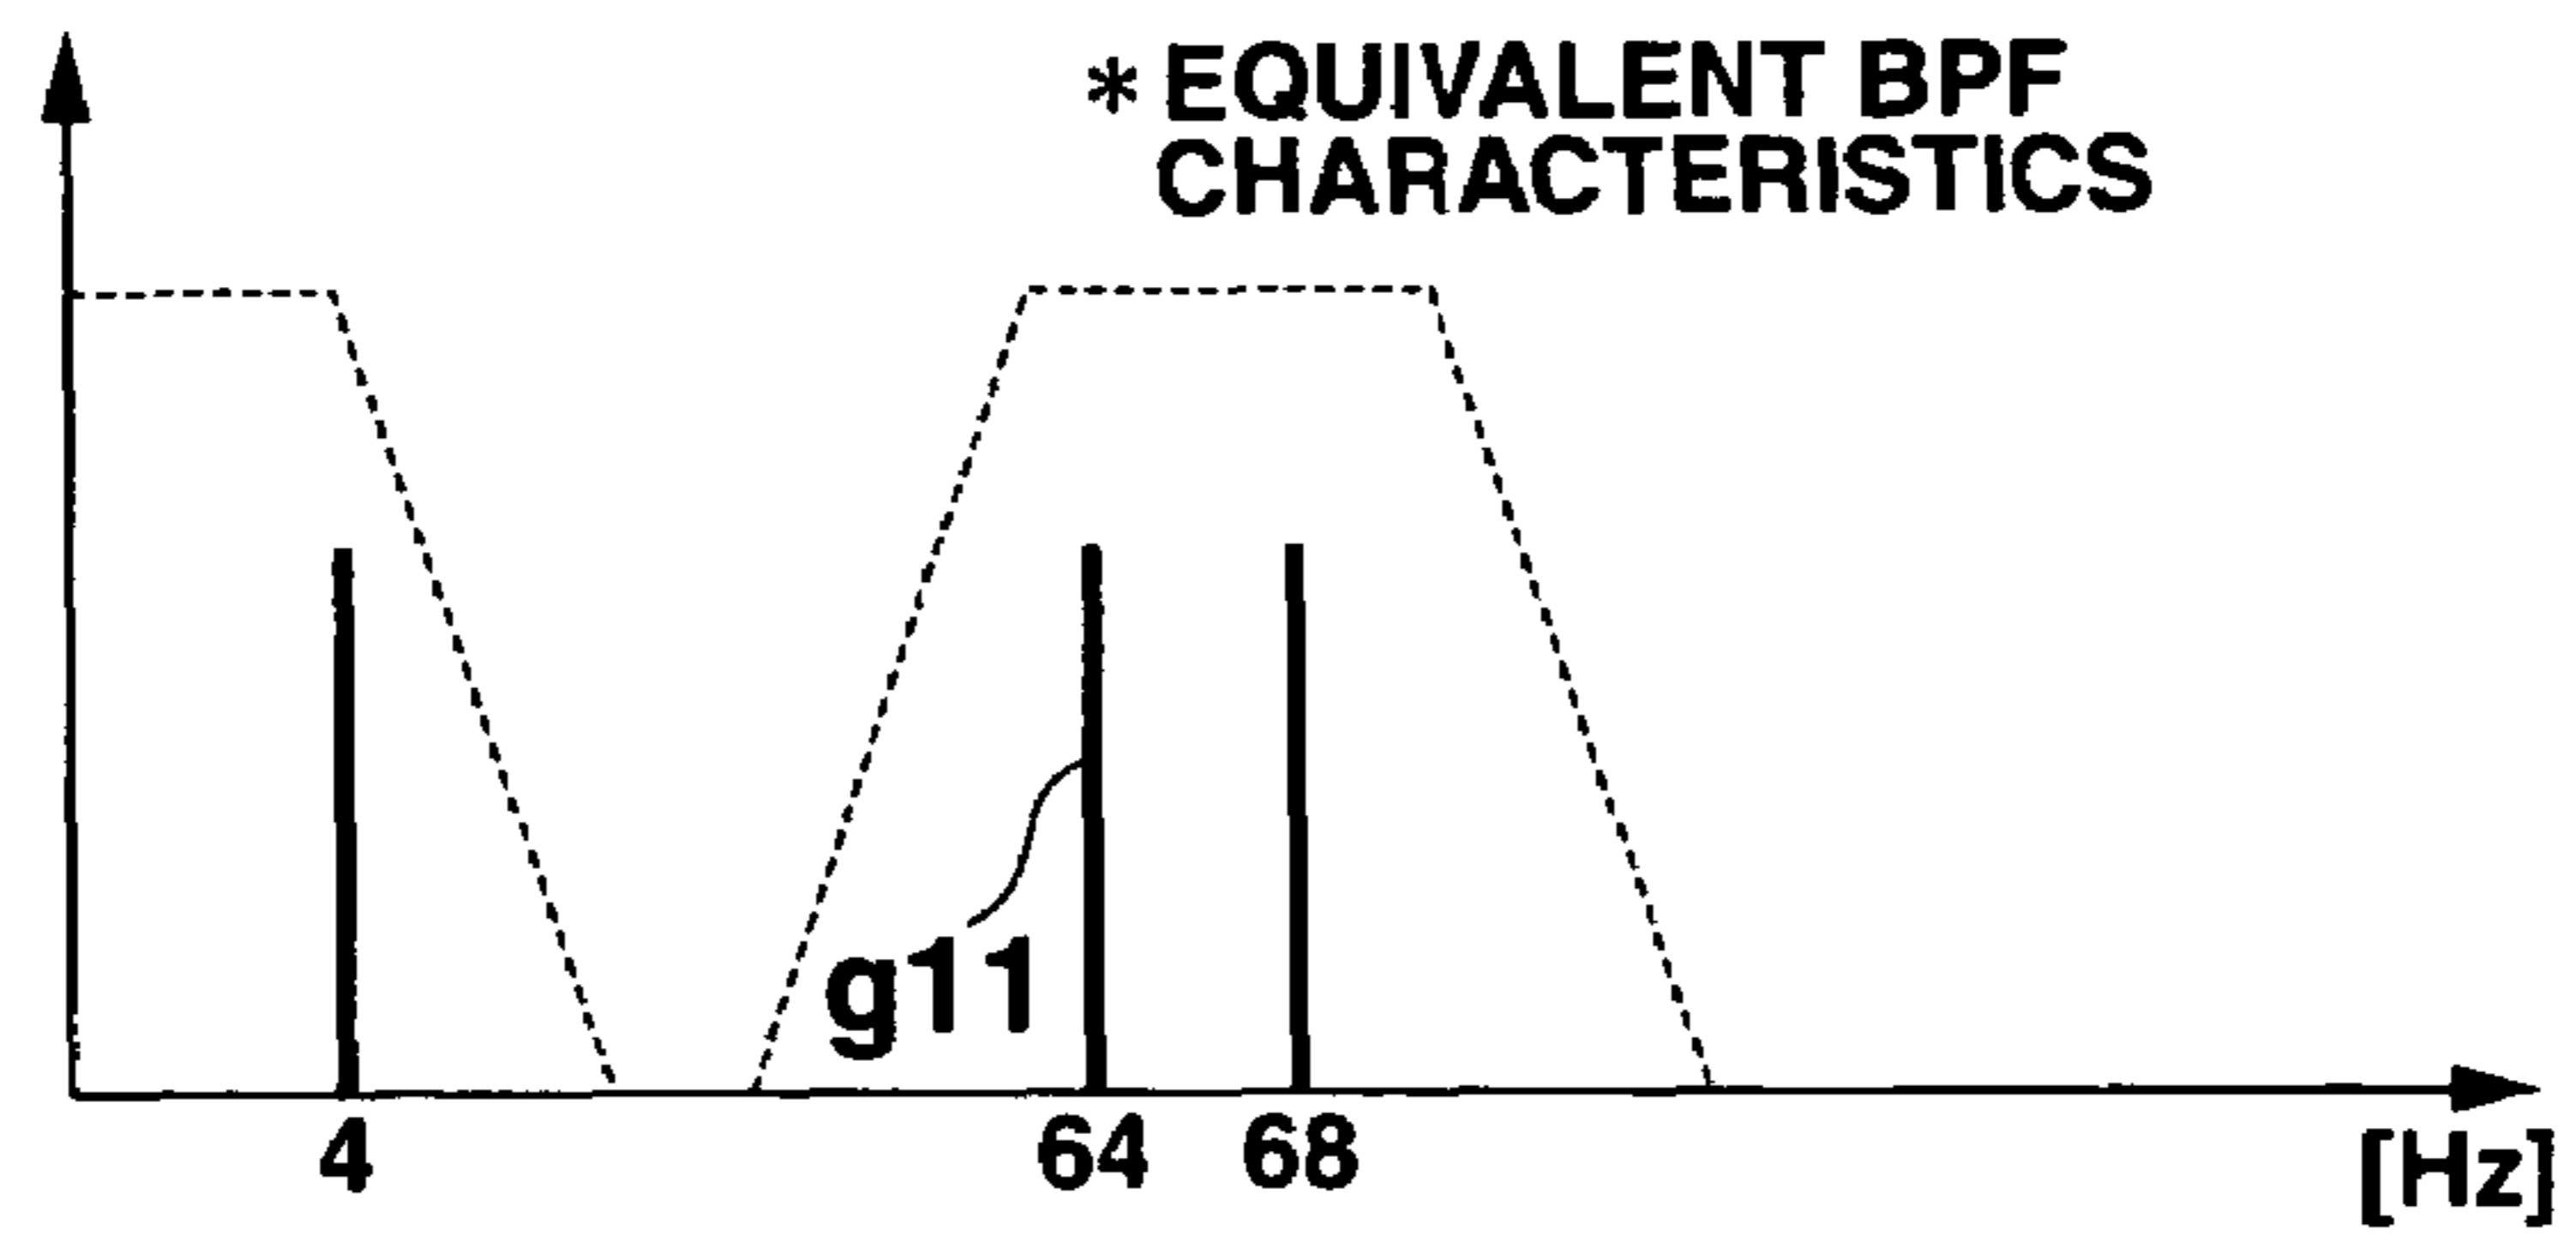 * EQUIVALENT BPF
CHARACTERISTICS
g11
4 64 68
[Hz]